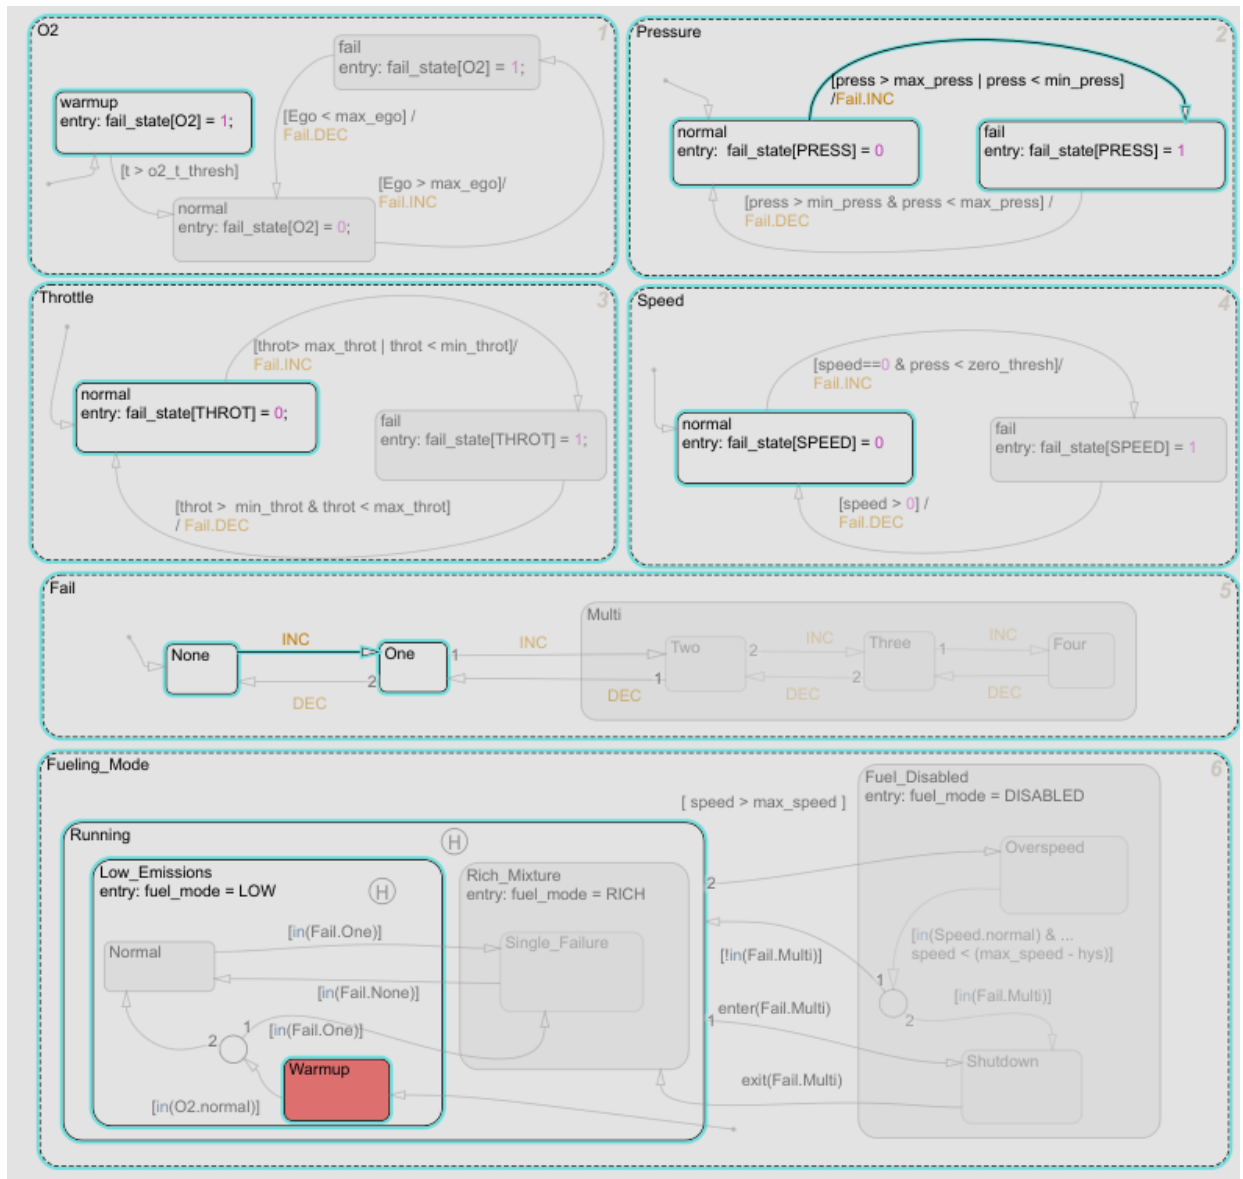 O2
1
fail
entry: fail_state[O2] = 1;
warmup
entry: fail_state[O2] = 1;
[Ego < max_ego] /
Fail.DEC
[t > o2_t_thresh]
[Ego > max_ego]/
Fail.INC
normal
entry: fail_state[O2] = 0;
Pressure
2
[press > max_press | press < min_press]
/Fail.INC
normal
entry:  fail_state[PRESS] = 0
fail
entry: fail_state[PRESS] = 1
[press > min_press & press < max_press] /
Fail.DEC
Throttle
3
[throt> max_throt | throt < min_throt]/
Fail.INC
normal
entry: fail_state[THROT] = 0;
fail
entry: fail_state[THROT] = 1;
[throt >  min_throt & throt < max_throt]
/ Fail.DEC
Speed
4
[speed==0 & press < zero_thresh]/
Fail.INC
normal
entry: fail_state[SPEED] = 0
fail
entry: fail_state[SPEED] = 1
[speed > 0] /
Fail.DEC
Fail
5
Multi
None
INC
One
1
INC
Two
2
INC
Three
1
INC
Four
DEC
2
DEC
1
DEC
2
DEC
Fueling_Mode
6
Fuel_Disabled
entry: fuel_mode = DISABLED
[ speed > max_speed ]
Running
H
Low_Emissions
entry: fuel_mode = LOW
H
Rich_Mixture
entry: fuel_mode = RICH
2
Overspeed
Normal
[in(Fail.One)]
Single_Failure
[in(Fail.None)]
[!in(Fail.Multi)]
[in(Speed.normal) & ...
speed < (max_speed - hys)]
1
[in(Fail.Multi)]
2
1
[in(Fail.One)]
2
enter(Fail.Multi)
1
Warmup
Shutdown
exit(Fail.Multi)
[in(O2.normal)]